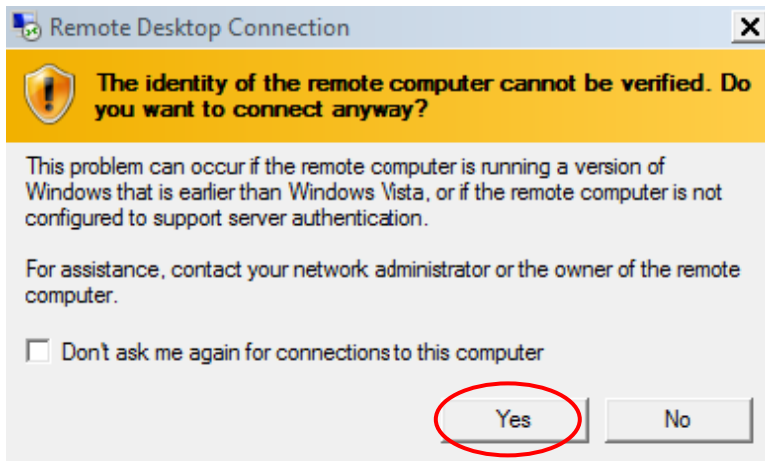 Remote Desktop Connection
The identity of the remote computer cannot be verified. Do
you want to connect anyway?
This problem can occur if the remote computer is running a version of
Windows that is earlier than Windows Vista, or if the remote computer is not
configured to support server authentication.
For assistance, contact your network administrator or the owner of the remote
computer.
Don't ask me again for connections to this computer
Yes No